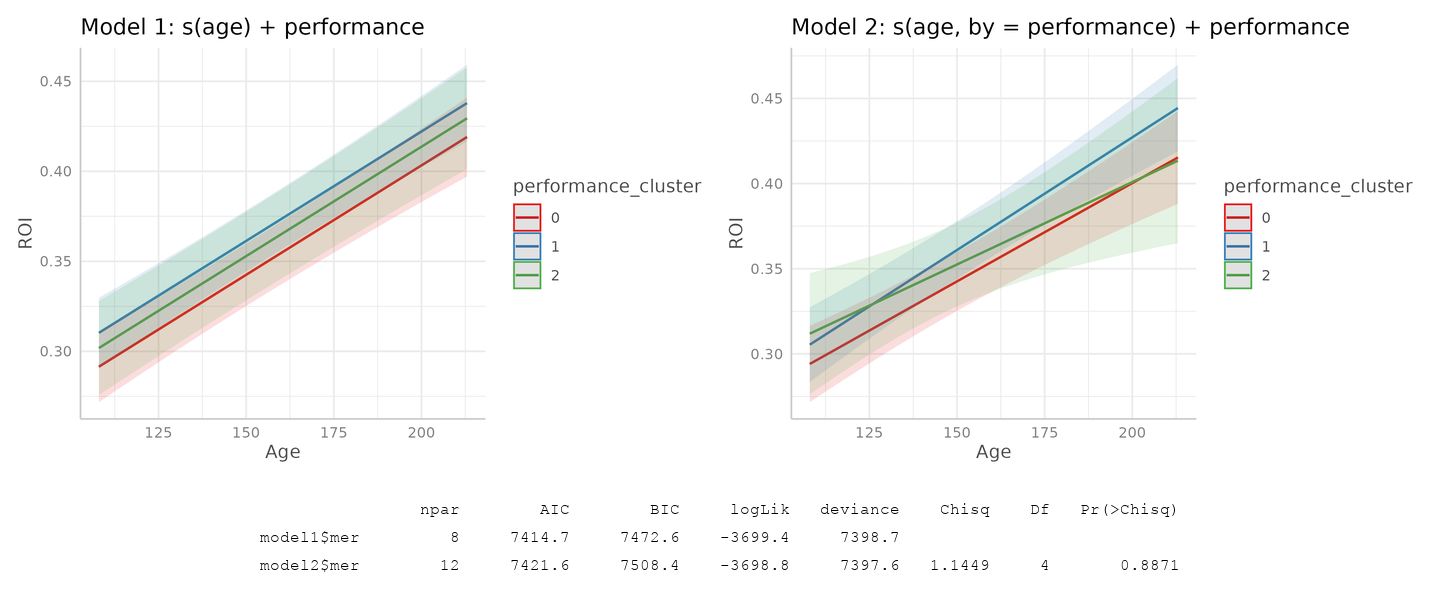 Model 1: s(age) + performance
0.45
0.40
0.35
0.30
ROI
125 150 175 200
Age
performance_cluster
0
1
2
Model 2: s(age, by = performance) + performance
0.45
0.40
0.35
0.30
ROI
125 150 175 200
Age
performance_cluster
0
1
2
npar AIC BIC logLik deviance Chisq Df Pr(>Chisq)
model1$mer 8 7414.7 7472.6 -3699.4 7398.7
model2$mer 12 7421.6 7508.4 -3698.8 7397.6 1.1449 4 0.8871